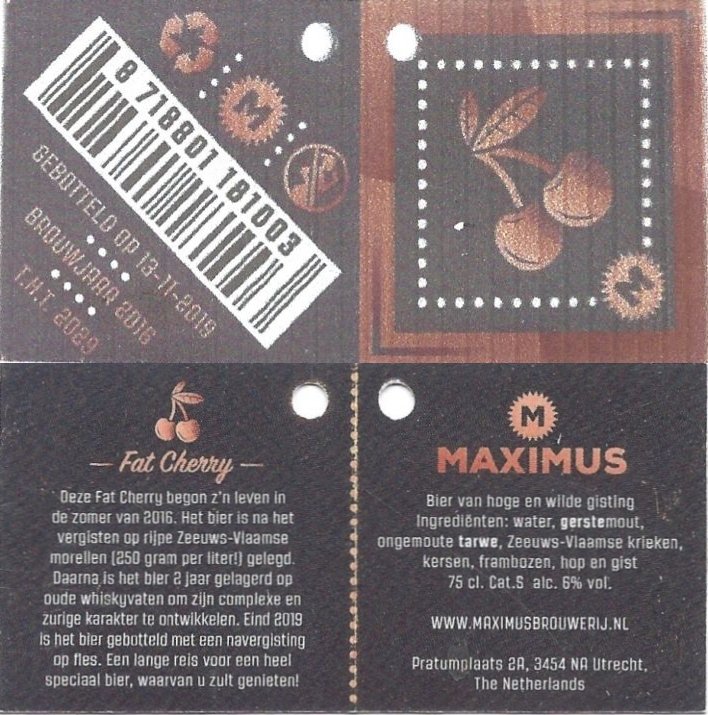 8 718801 181003
M
GEBOTTELD OP 13-11-2019
BROUWJAAR 2016
T.H.T. 2029
M
Fat Cherry
Deze Fat Cherry begon z'n leven in
de zomer van 2016. Het bier is na het
vergisten op rijpe Zeeuws-Vlaamse
morellen (250 gram per liter!) gelegd.
Daarna is het bier 2 jaar gelagerd op
oude whiskyvaten om zijn complexe en
zurige karakter te ontwikkelen. Eind 2019
is het bier gebotteld met een navergisting
op fles. Een lange reis voor een heel
speciaal bier, waarvan u zult genieten!
M
MAXIMUS
Bier van hoge en wilde gisting
Ingrediënten: water, gerstemout,
ongemoute tarwe, Zeeuws-Vlaamse krieken,
kersen, frambozen, hop en gist
75 cl. Cat.S alc. 6% vol.
WWW.MAXIMUSBROUWERIJ.NL
Pratumplaats 2A, 3454 NA Utrecht,
The Netherlands